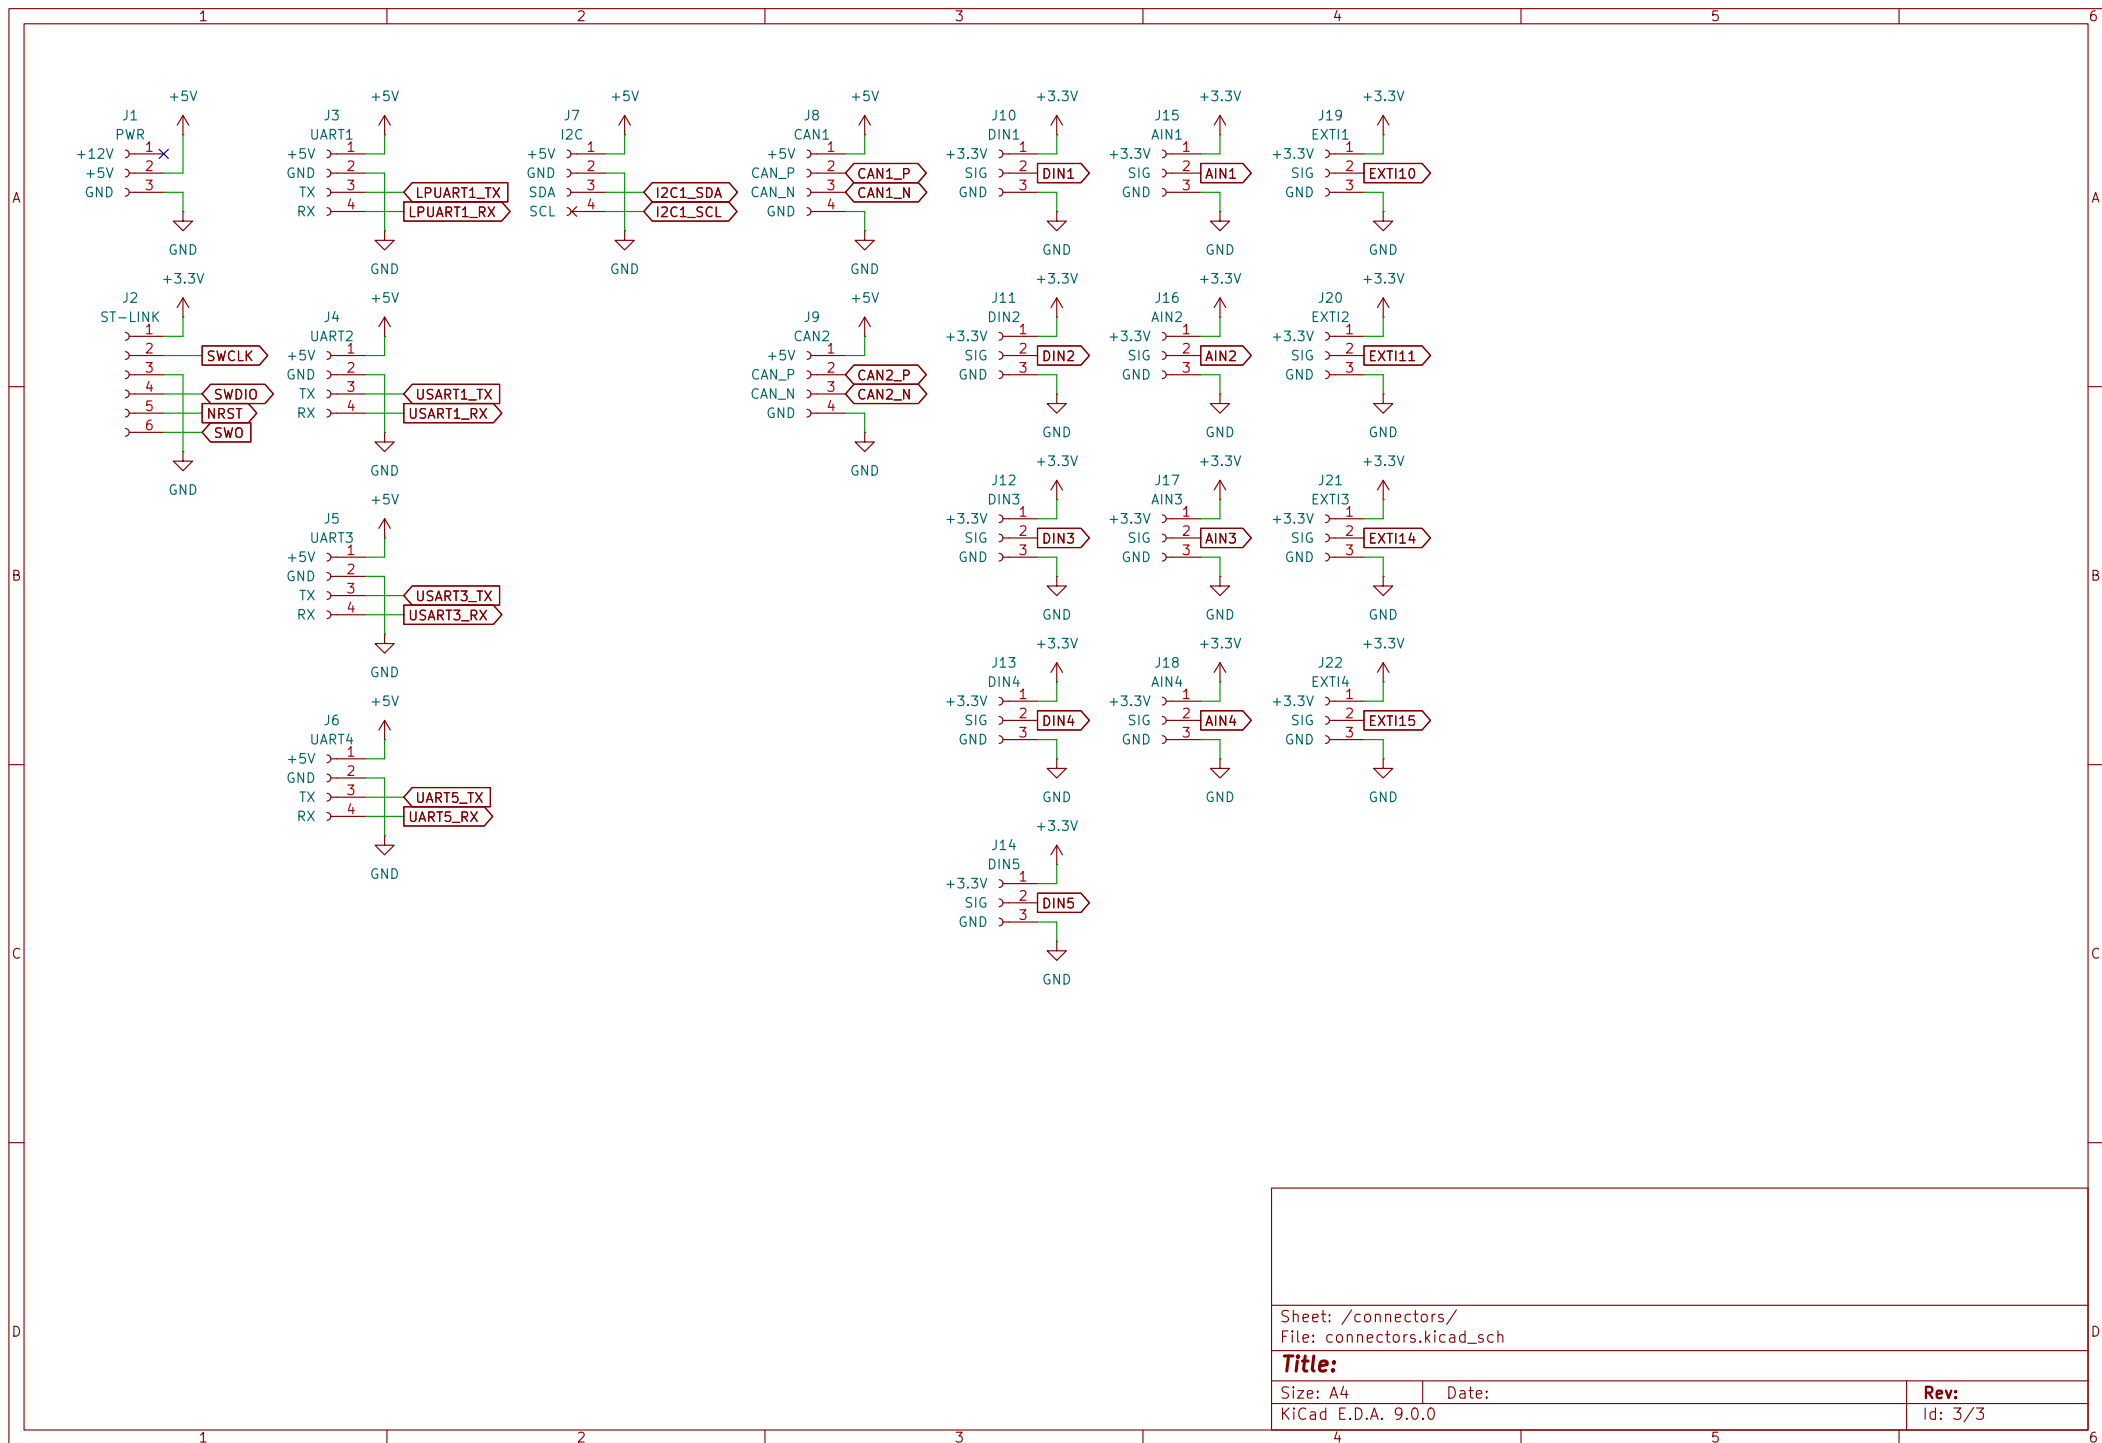 1 2 3 4 5 6
A A
B B
C C
D D
+5V
J1
PWR
+12V 1
+5V 2
GND 3
GND
+3.3V
J2
ST-LINK
1
2 SWCLK
3
4 SWDIO
5 NRST
6 SWO
GND
+5V
J3
UART1
+5V 1
GND 2
TX 3 LPUART1_TX
RX 4 LPUART1_RX
GND
+5V
J4
UART2
+5V 1
GND 2
TX 3 USART1_TX
RX 4 USART1_RX
GND
+5V
J5
UART3
+5V 1
GND 2
TX 3 USART3_TX
RX 4 USART3_RX
GND
+5V
J6
UART4
+5V 1
GND 2
TX 3 UART5_TX
RX 4 UART5_RX
GND
+5V
J7
I2C
+5V 1
GND 2
SDA 3 I2C1_SDA
SCL 4 I2C1_SCL
GND
+5V
J8
CAN1
+5V 1
CAN_P 2 CAN1_P
CAN_N 3 CAN1_N
GND 4
GND
+5V
J9
CAN2
+5V 1
CAN_P 2 CAN2_P
CAN_N 3 CAN2_N
GND 4
GND
+3.3V
J10
DIN1
+3.3V 1
SIG 2 DIN1
GND 3
GND
+3.3V
J11
DIN2
+3.3V 1
SIG 2 DIN2
GND 3
GND
+3.3V
J12
DIN3
+3.3V 1
SIG 2 DIN3
GND 3
GND
+3.3V
J13
DIN4
+3.3V 1
SIG 2 DIN4
GND 3
GND
+3.3V
J14
DIN5
+3.3V 1
SIG 2 DIN5
GND 3
GND
+3.3V
J15
AIN1
+3.3V 1
SIG 2 AIN1
GND 3
GND
+3.3V
J16
AIN2
+3.3V 1
SIG 2 AIN2
GND 3
GND
+3.3V
J17
AIN3
+3.3V 1
SIG 2 AIN3
GND 3
GND
+3.3V
J18
AIN4
+3.3V 1
SIG 2 AIN4
GND 3
GND
+3.3V
J19
EXTI1
+3.3V 1
SIG 2 EXTI10
GND 3
GND
+3.3V
J20
EXTI2
+3.3V 1
SIG 2 EXTI11
GND 3
GND
+3.3V
J21
EXTI3
+3.3V 1
SIG 2 EXTI14
GND 3
GND
+3.3V
J22
EXTI4
+3.3V 1
SIG 2 EXTI15
GND 3
GND
Sheet: /connectors/
File: connectors.kicad_sch
Title:
Size: A4 Date: Rev:
KiCad E.D.A. 9.0.0 Id: 3/3
1 2 3 4 5 6